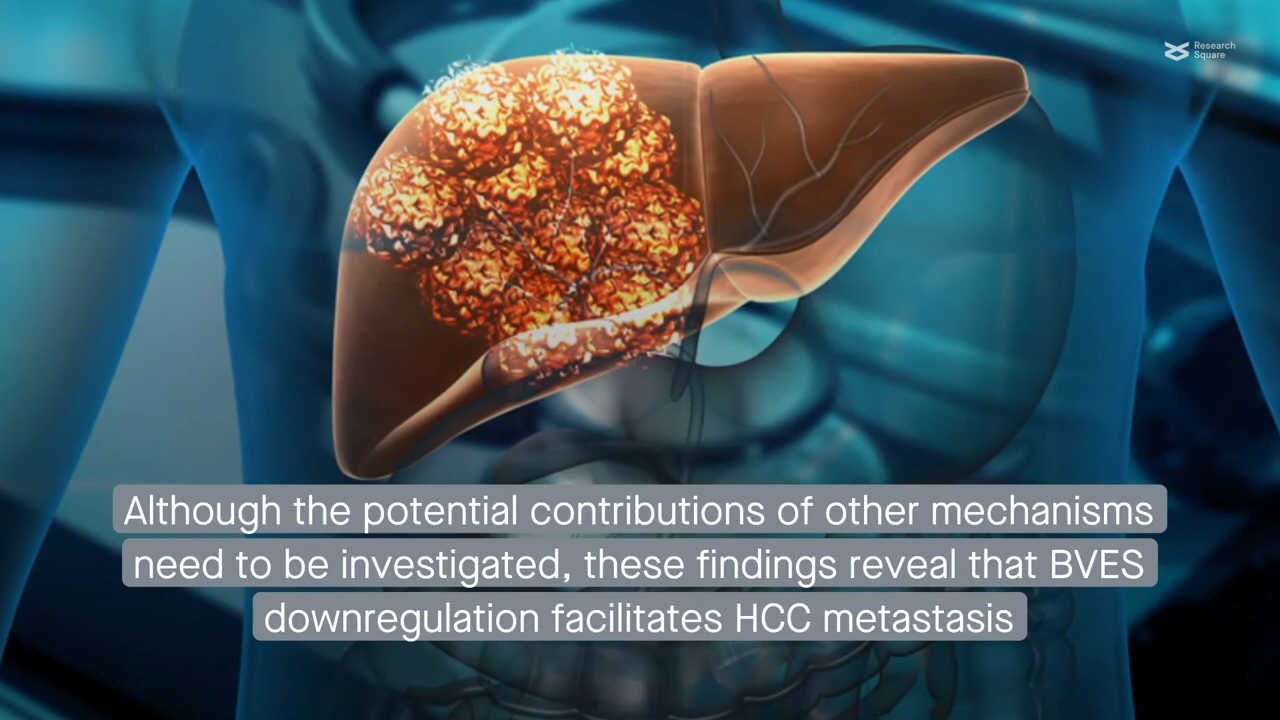 Research
Square
Although the potential contributions of other mechanisms
need to be investigated, these findings reveal that BVES
downregulation facilitates HCC metastasis